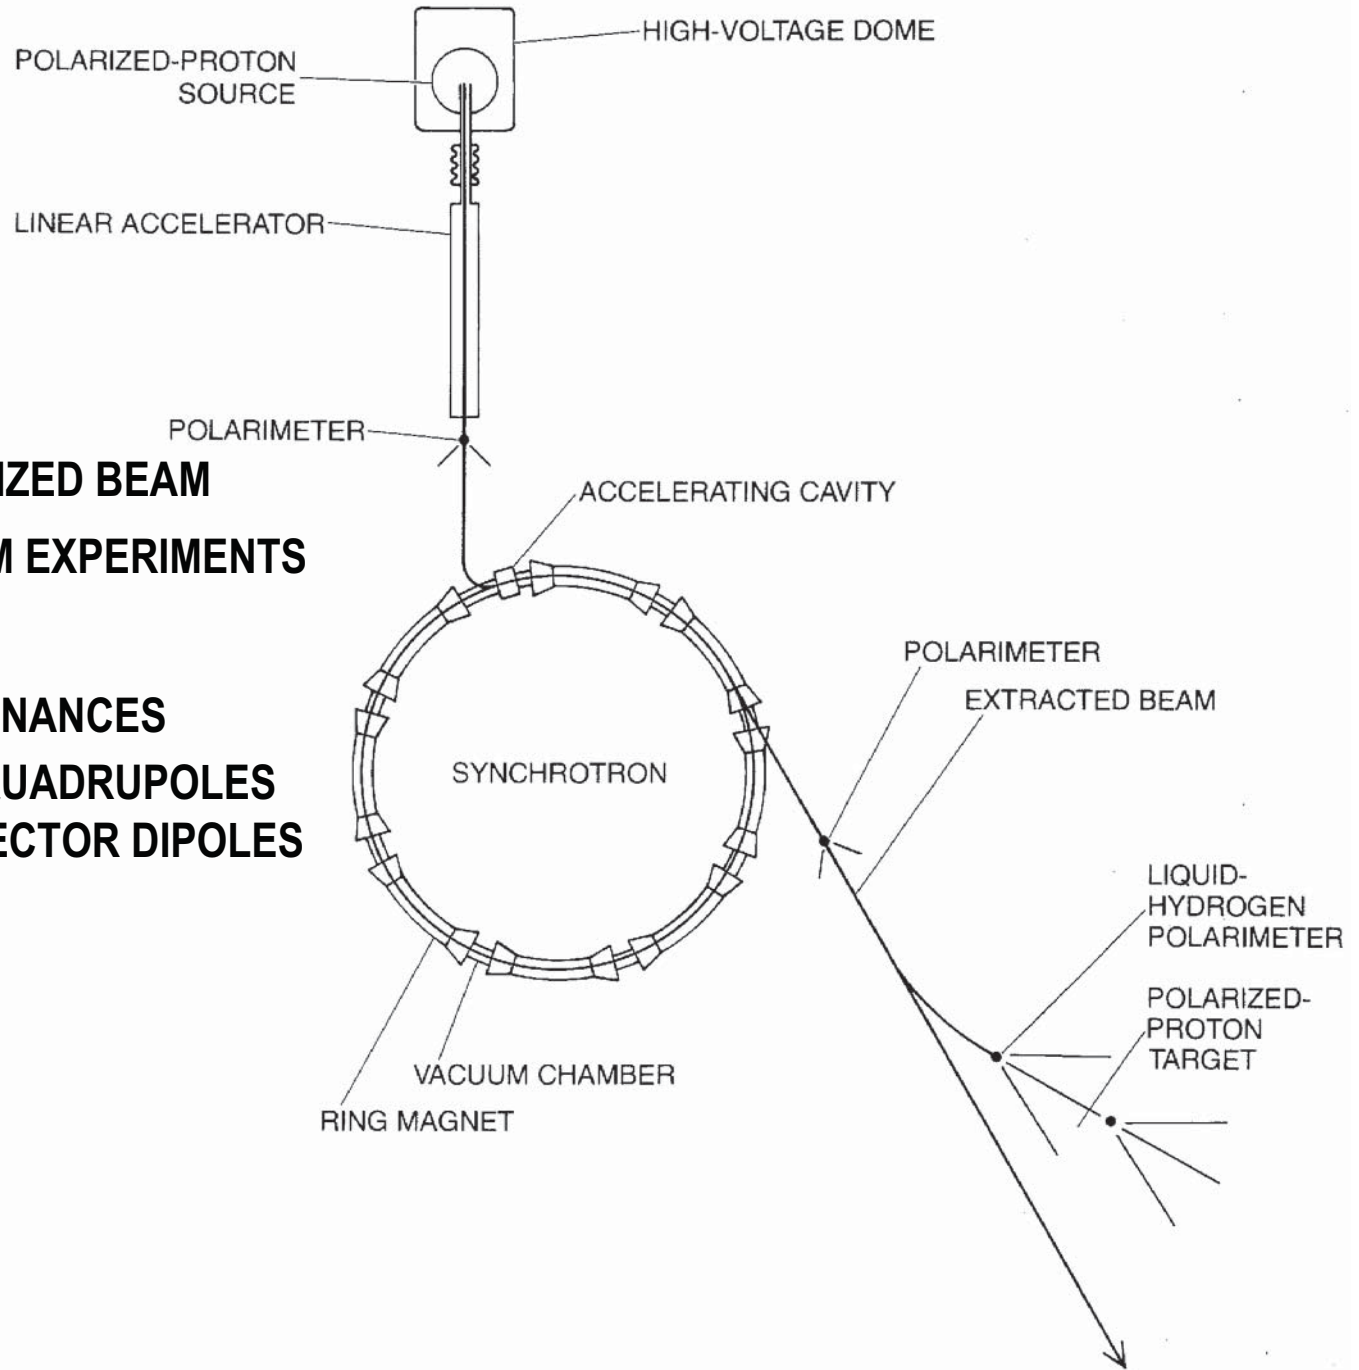 HIGH-VOLTAGE DOME
POLARIZED-PROTON
SOURCE
LINEAR ACCELERATOR
POLARIMETER
IZED BEAM
ACCELERATING CAVITY
M EXPERIMENTS
POLARIMETER
EXTRACTED BEAM
NANCES
SYNCHROTRON
UADRUPOLES
ECTOR DIPOLES
LIQUID-
HYDROGEN
POLARIMETER
POLARIZED-
PROTON
TARGET
VACUUM CHAMBER
RING MAGNET